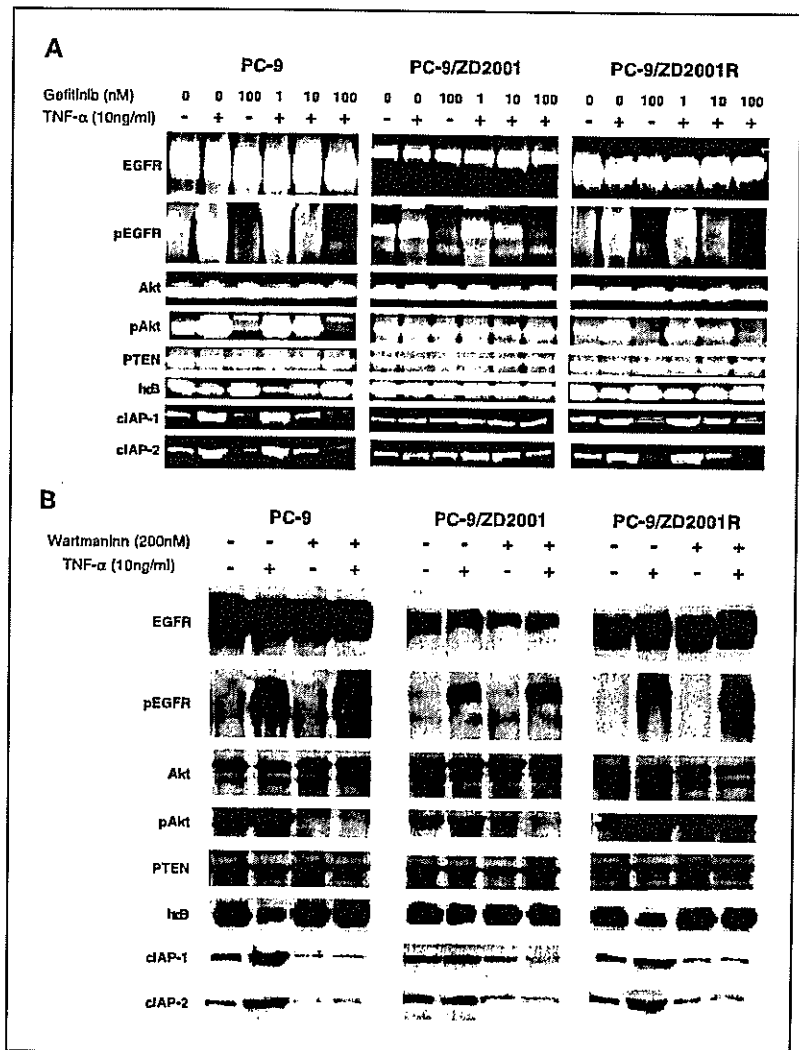 A
PC-9 PC-9/ZD2001 PC-9/ZD2001R
Gefitinib (nM) 0 0 100 1 10 100 0 0 100 1 10 100 0 0 100 1 10 100
TNF-α (10ng/ml) - + - + + + - + - + + + - + - + + +
EGFR
pEGFR
Akt
pAkt
PTEN
IκB
cIAP-1
cIAP-2
B
PC-9 PC-9/ZD2001 PC-9/ZD2001R
Wartmaninn (200nM) - - + + - - + + - - + +
TNF-α (10ng/ml) - + - + - + - + - + - +
EGFR
pEGFR
Akt
pAkt
PTEN
IκB
cIAP-1
cIAP-2